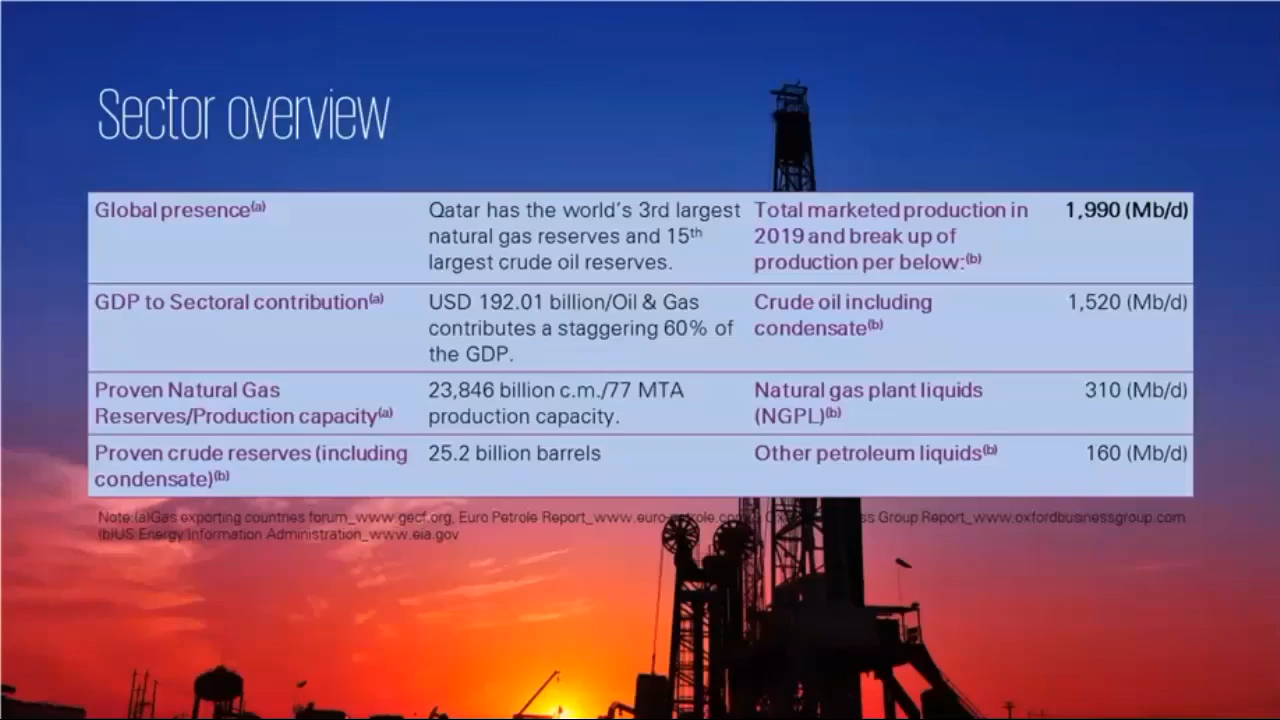 Sector overview
Global presence(a)
Qatar has the world's 3rd largest
natural gas reserves and 15th
largest crude oil reserves.
Total marketed production in
2019 and break up of
production per below:(b)
1,990 (Mb/d)
GDP to Sectoral contribution(a)
USD 192.01 billion/Oil & Gas
contributes a staggering 60% of
the GDP.
Crude oil including
condensate(b)
1,520 (Mb/d)
Proven Natural Gas
Reserves/Production capacity(a)
23,846 billion c.m./77 MTA
production capacity.
Natural gas plant liquids
(NGPL)(b)
310 (Mb/d)
Proven crude reserves (including
condensate)(b)
25.2 billion barrels
Other petroleum liquids(b)
160 (Mb/d)
Note:(a)Gas exporting countries forum_www.gecf.org, Euro Petrole Report_www.euro-petrole.com ss Group Report_www.oxfordbusinessgroup.com
(b)US Energy Information Administration_www.eia.gov